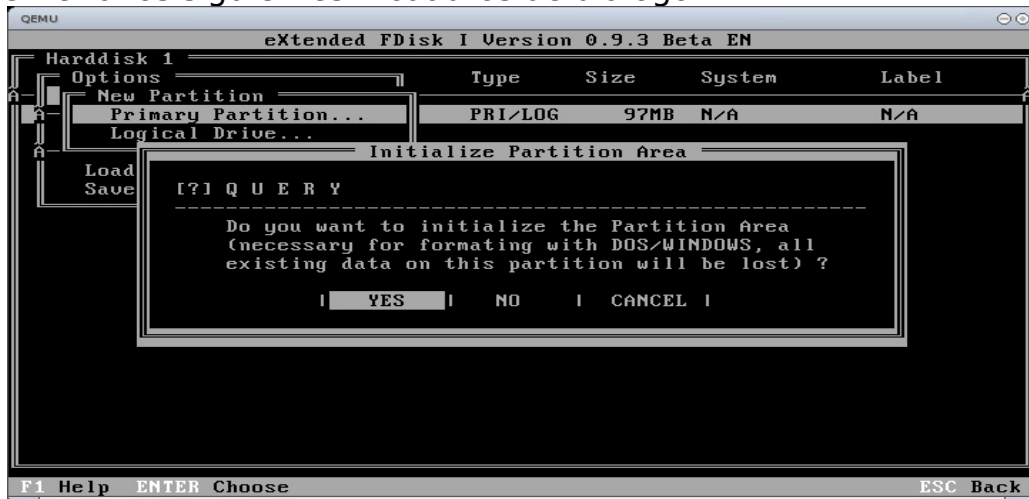 QEMU
eXtended FDisk I Version 0.9.3 Beta EN
Harddisk 1
Options Type Size System Label
New Partition
Primary Partition... PRI/LOG 97MB N/A N/A
Logical Drive...
Initialize Partition Area
Load
Save [?] Q U E R Y
Do you want to initialize the Partition Area
(necessary for formating with DOS/WINDOWS, all
existing data on this partition will be lost) ?
| YES | NO | CANCEL |
F1 Help ENTER Choose ESC Back